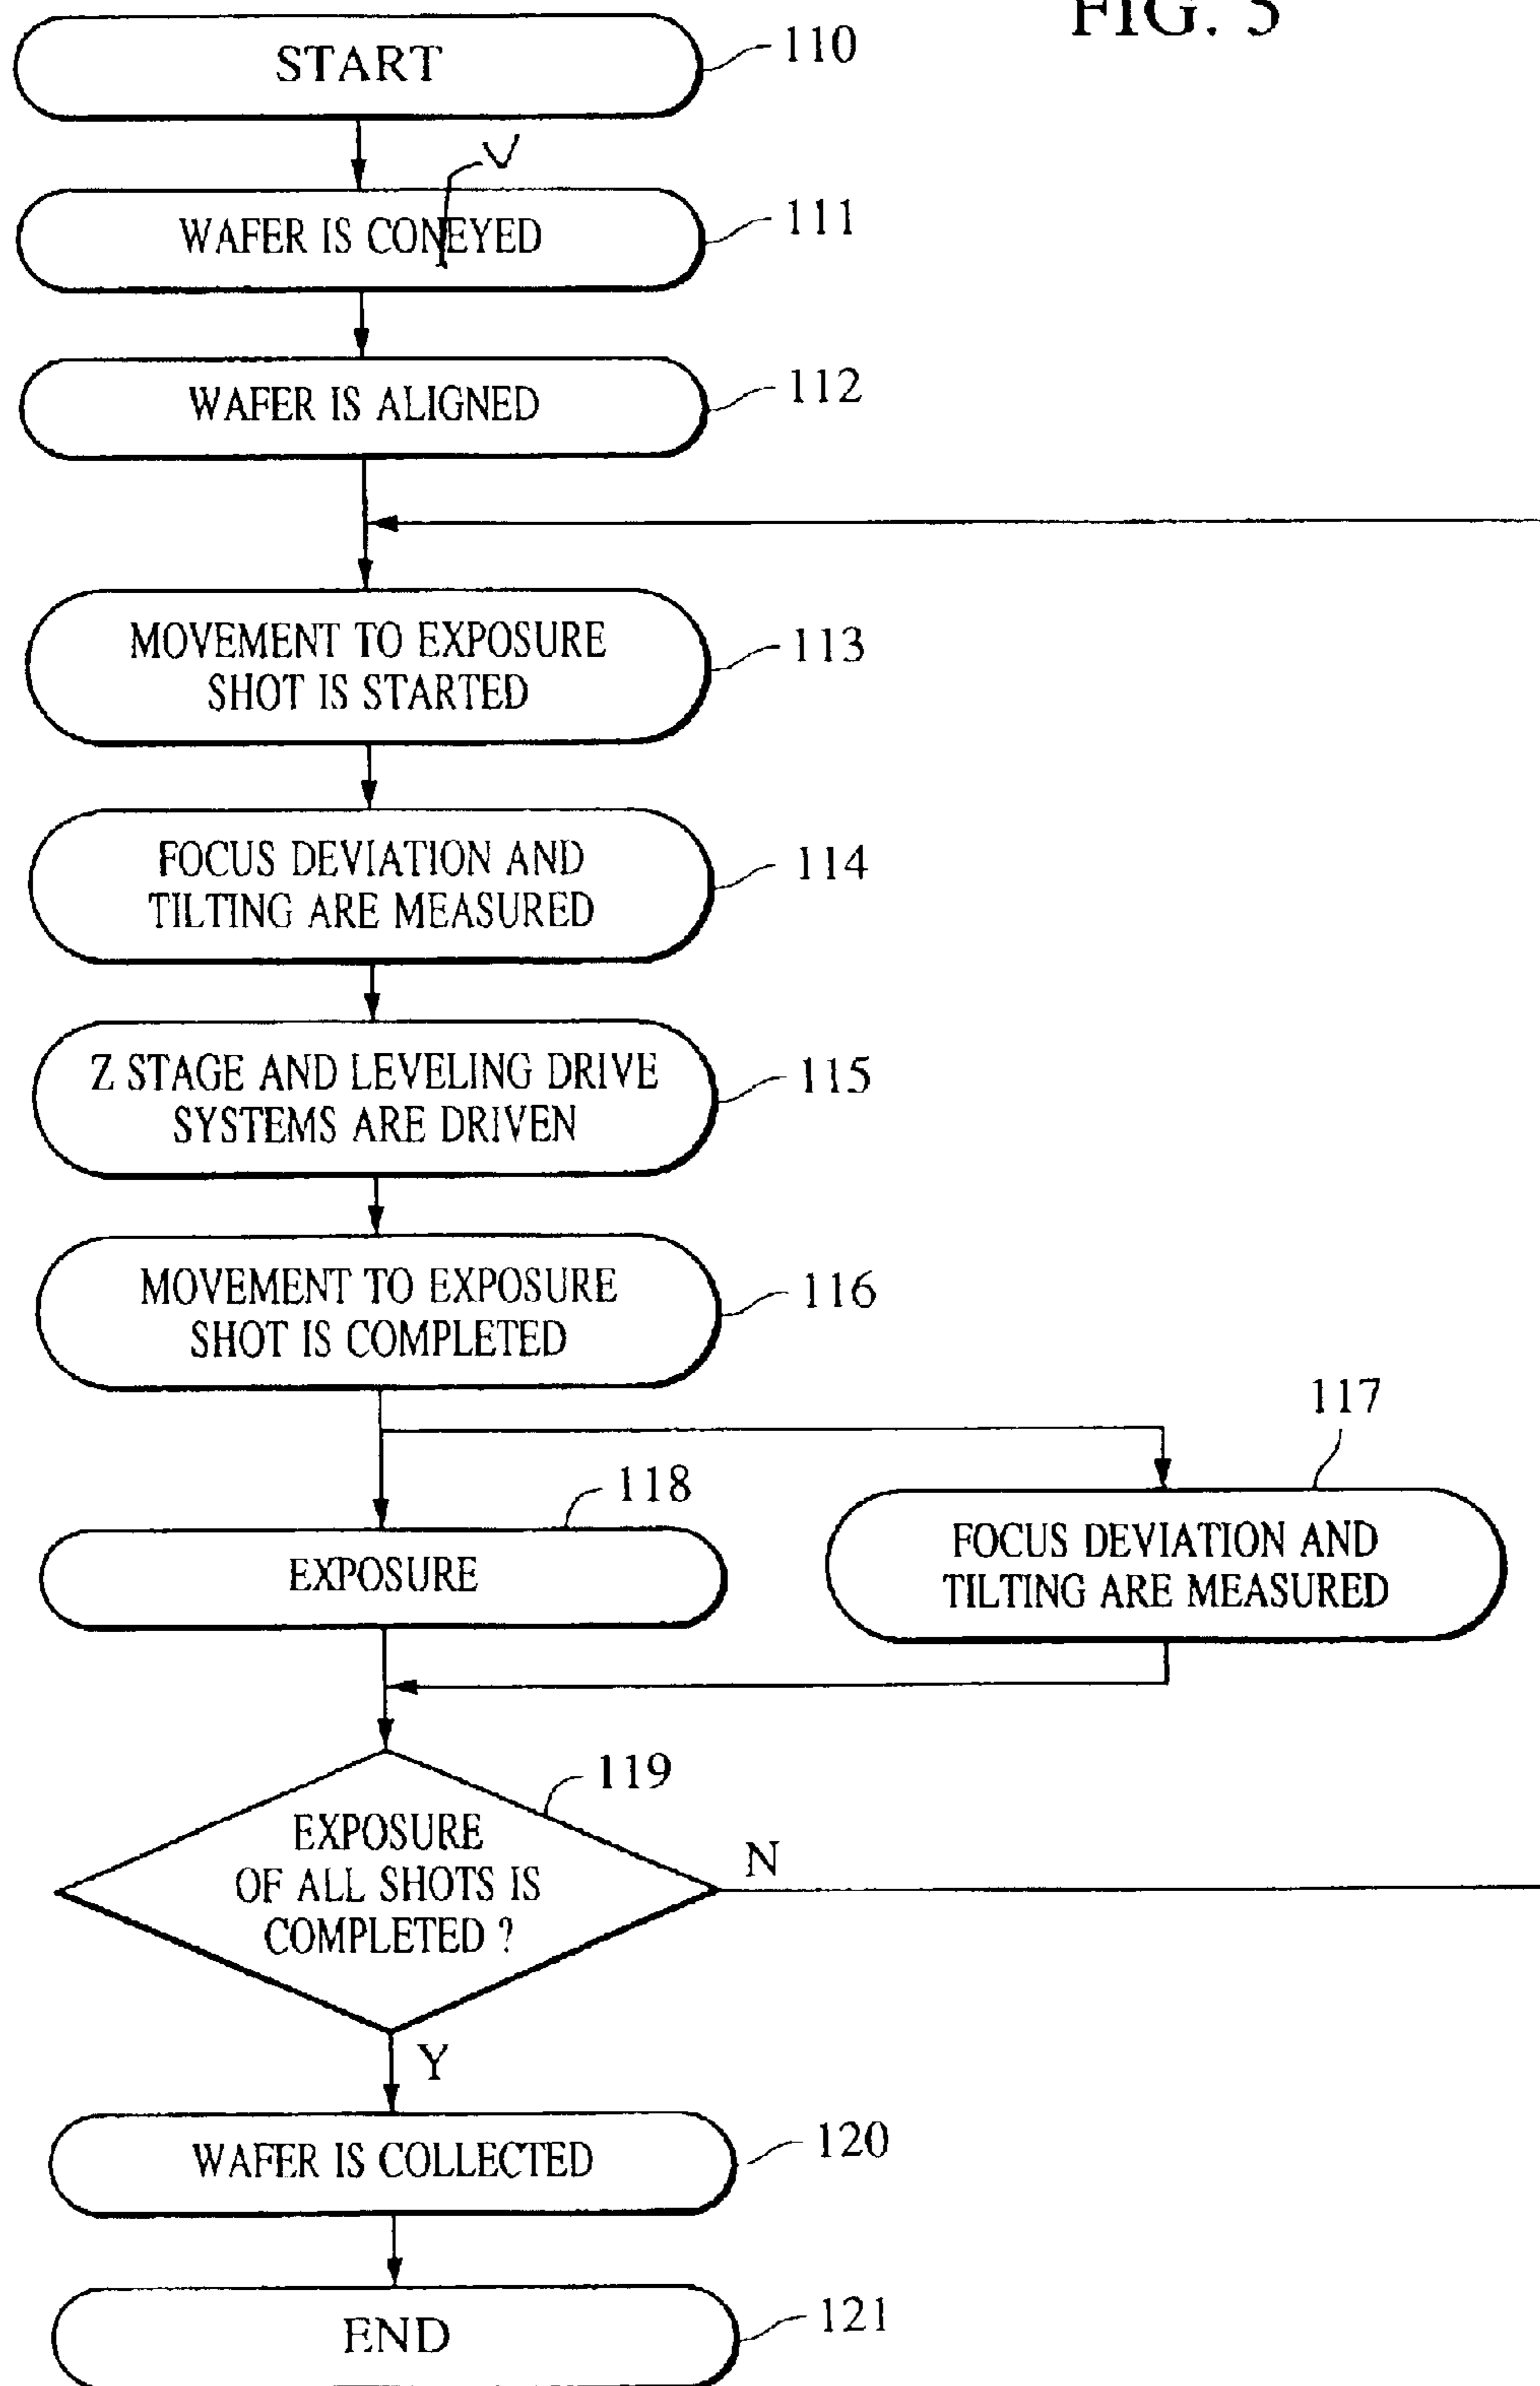 FIG. 5
START
110
V
WAFER IS CONEYED
111
WAFER IS ALIGNED
112
MOVEMENT TO EXPOSURE
SHOT IS STARTED
113
FOCUS DEVIATION AND
TILTING ARE MEASURED
114
Z STAGE AND LEVELING DRIVE
SYSTEMS ARE DRIVEN
115
MOVEMENT TO EXPOSURE
SHOT IS COMPLETED
116
117
118
EXPOSURE
FOCUS DEVIATION AND
TILTING ARE MEASURED
119
EXPOSURE
OF ALL SHOTS IS
COMPLETED ?
N
Y
WAFER IS COLLECTED
120
END
121